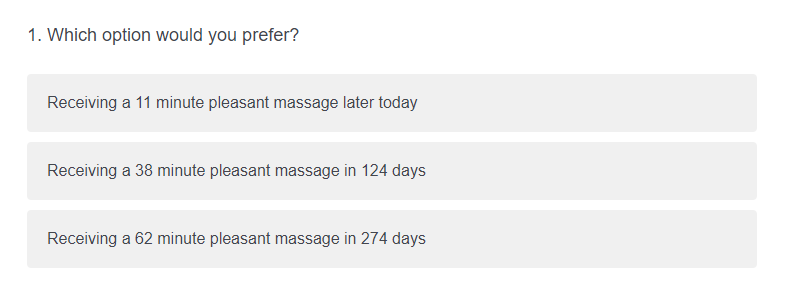 1. Which option would you prefer?
Receiving a 11 minute pleasant massage later today
Receiving a 38 minute pleasant massage in 124 days
Receiving a 62 minute pleasant massage in 274 days